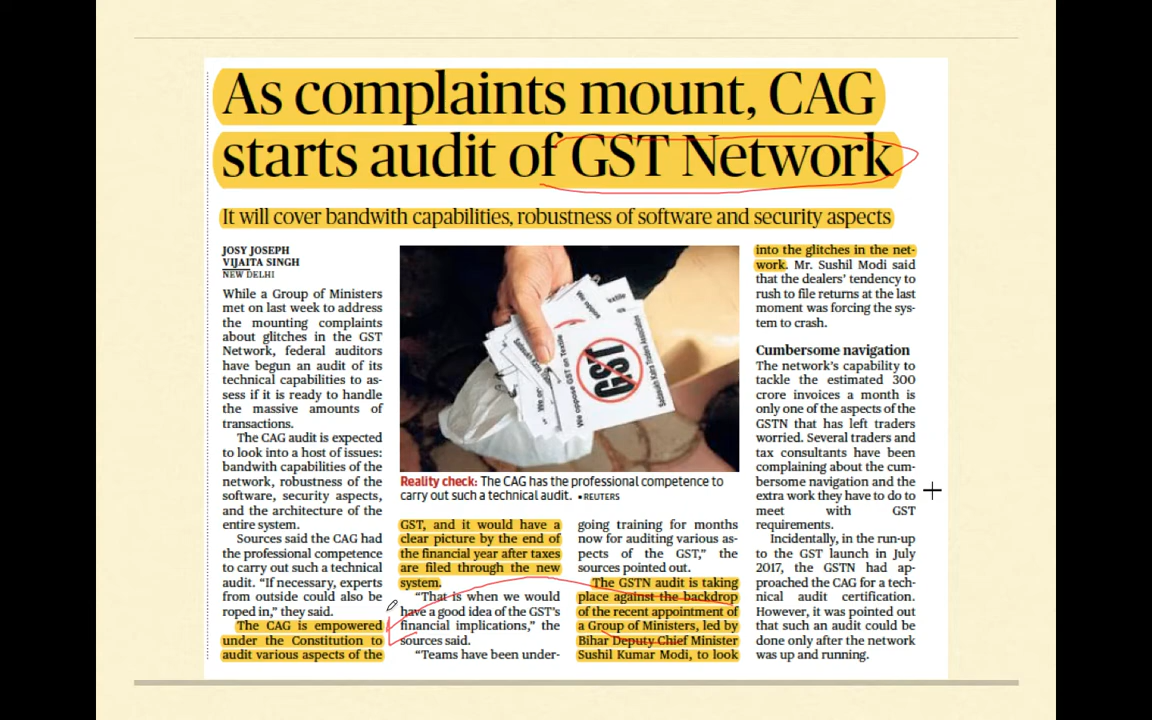 As complaints mount, CAG
starts audit of GST Network
It will cover bandwith capabilities, robustness of software and security aspects
JOSY JOSEPH
VIJAITA SINGH
NEW DELHI
While a Group of Ministers
met on last week to address
the mounting complaints
about glitches in the GST
Network, federal auditors
have begun an audit of its
technical capabilities to as-
sess if it is ready to handle
the massive amounts of
transactions.
The CAG audit is expected
to look into a host of issues:
bandwith capabilities of the
network, robustness of the
software, security aspects,
and the architecture of the
entire system.
Sources said the CAG had
the professional competence
to carry out such a technical
audit. “If necessary, experts
from outside could also be
roped in,” they said.
The CAG is empowered
under the Constitution to
audit various aspects of the
We oppose GST on Textile
GST
Reality check: The CAG has the professional competence to
carry out such a technical audit. •REUTERS
GST, and it would have a
clear picture by the end of
the financial year after taxes
are filed through the new
system.
“That is when we would
have a good idea of the GST’s
financial implications,” the
sources said.
“Teams have been under-
going training for months
now for auditing various as-
pects of the GST,” the
sources pointed out.
The GSTN audit is taking
place against the backdrop
of the recent appointment of
a Group of Ministers, led by
Bihar Deputy Chief Minister
Sushil Kumar Modi, to look
into the glitches in the net-
work. Mr. Sushil Modi said
that the dealers’ tendency to
rush to file returns at the last
moment was forcing the sys-
tem to crash.
Cumbersome navigation
The network’s capability to
tackle the estimated 300
crore invoices a month is
only one of the aspects of the
GSTN that has left traders
worried. Several traders and
tax consultants have been
complaining about the cum-
bersome navigation and the
extra work they have to do to
meet with GST
requirements.
Incidentally, in the run-up
to the GST launch in July
2017, the GSTN had ap-
proached the CAG for a tech-
nical audit certification.
However, it was pointed out
that such an audit could be
done only after the network
was up and running.